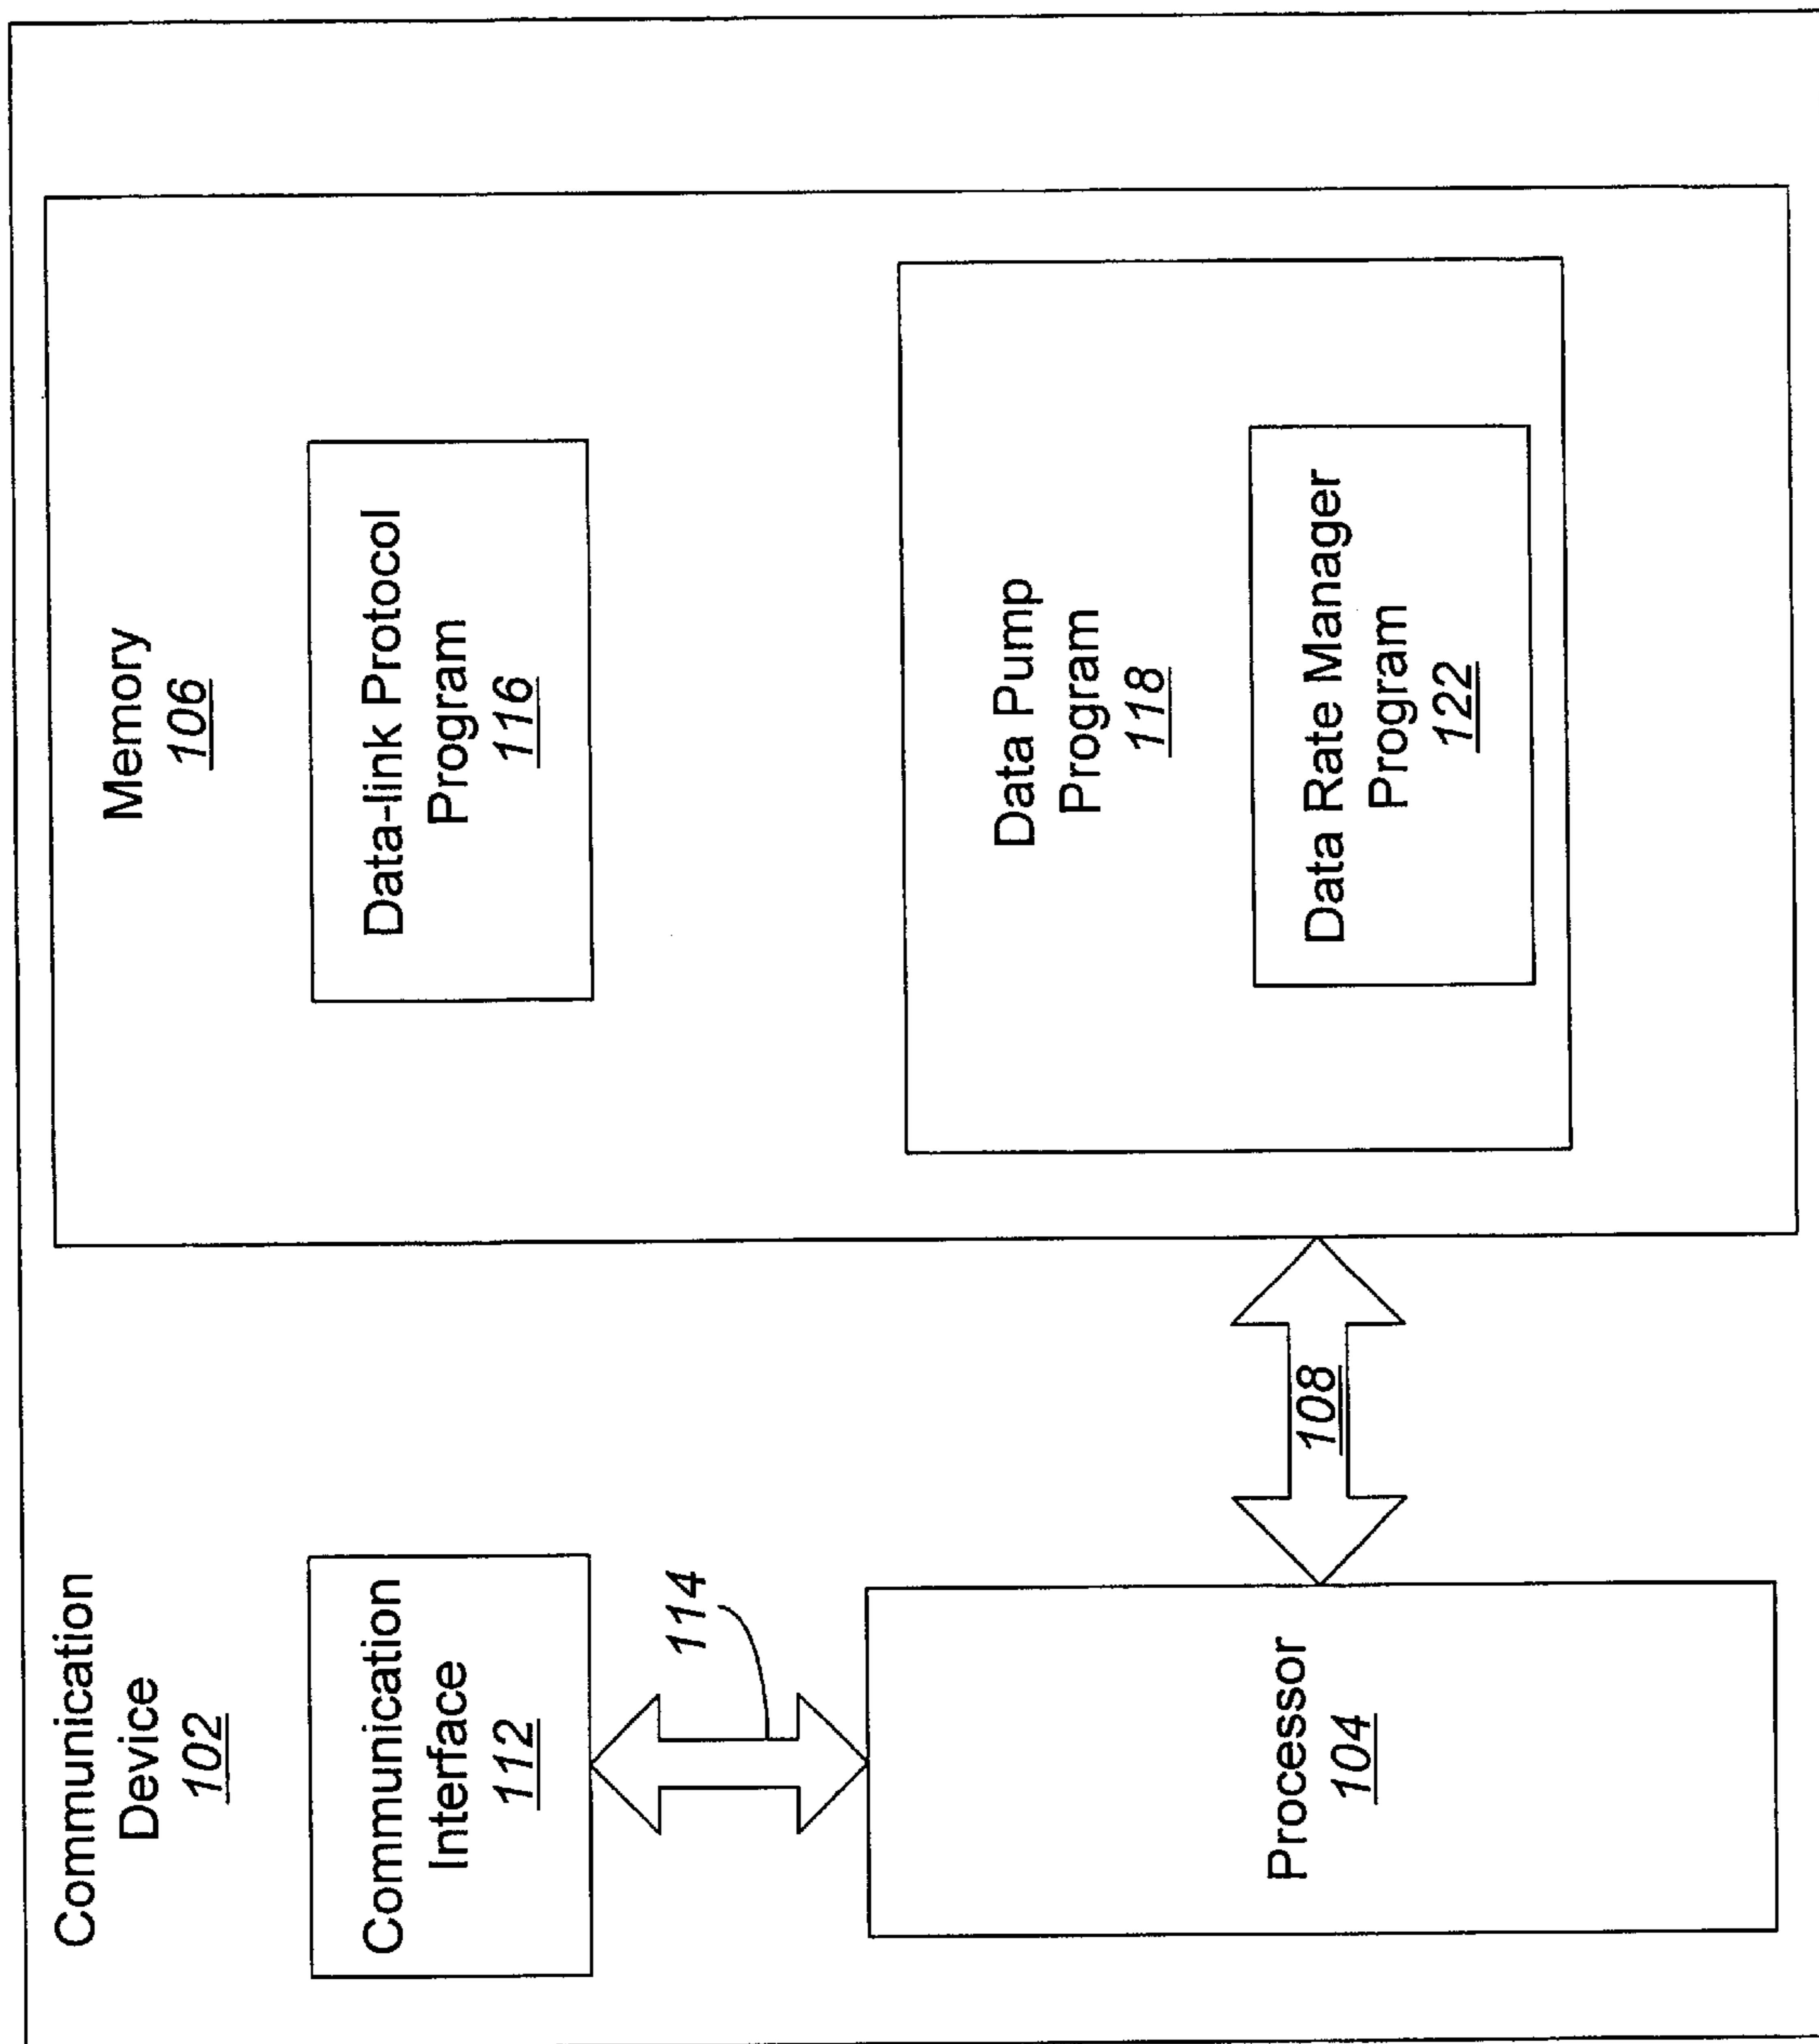 Communication
Device
102
Communication
Interface
112
114
Processor
104
108
Memory
106
Data-link Protocol
Program
116
Data Pump
Program
118
Data Rate Manager
Program
122